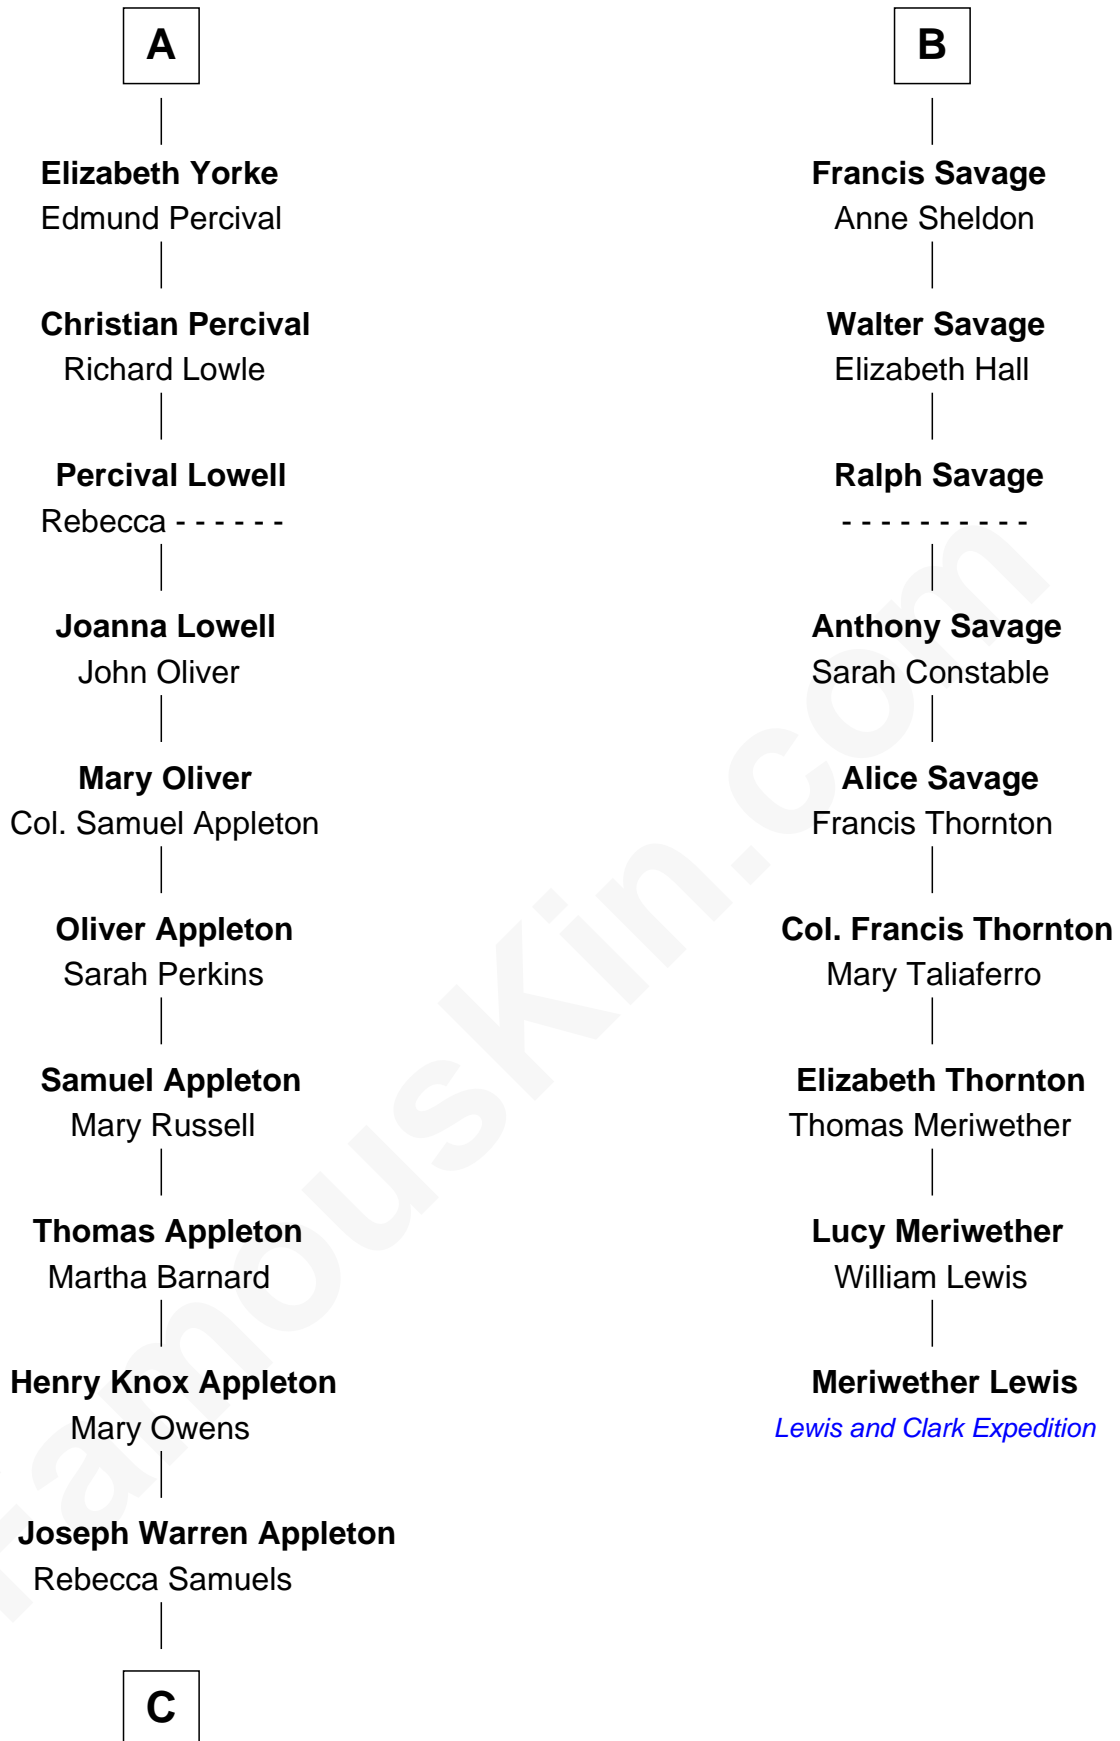 A
Elizabeth Yorke
Edmund Percival
Christian Percival
Richard Lowle
Percival Lowell
Rebecca - - - - - -
Joanna Lowell
John Oliver
Mary Oliver
Col. Samuel Appleton
Oliver Appleton
Sarah Perkins
Samuel Appleton
Mary Russell
Thomas Appleton
Martha Barnard
Henry Knox Appleton
Mary Owens
Joseph Warren Appleton
Rebecca Samuels
C
B
Francis Savage
Anne Sheldon
Walter Savage
Elizabeth Hall
Ralph Savage
- - - - - - - - - -
Anthony Savage
Sarah Constable
Alice Savage
Francis Thornton
Col. Francis Thornton
Mary Taliaferro
Elizabeth Thornton
Thomas Meriwether
Lucy Meriwether
William Lewis
Meriwether Lewis
Lewis and Clark Expedition
FamousKin.com